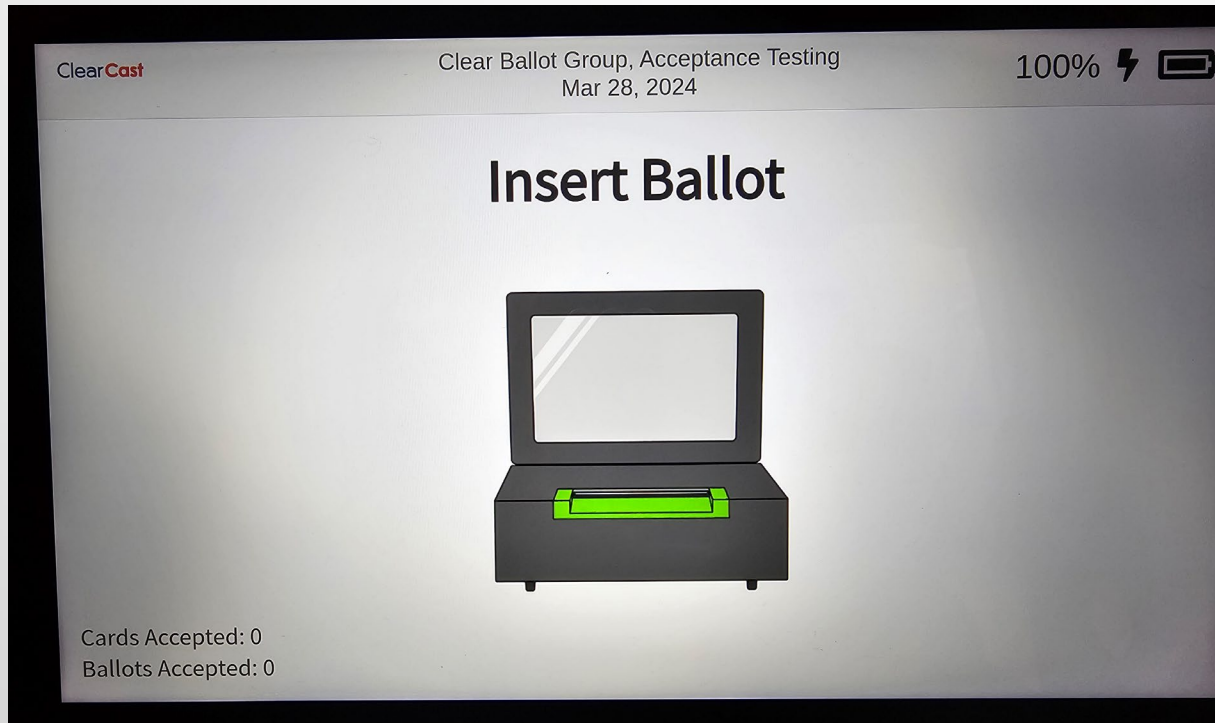 ClearCast
Clear Ballot Group, Acceptance Testing
Mar 28, 2024
100%
Insert Ballot
Cards Accepted: 0
Ballots Accepted: 0